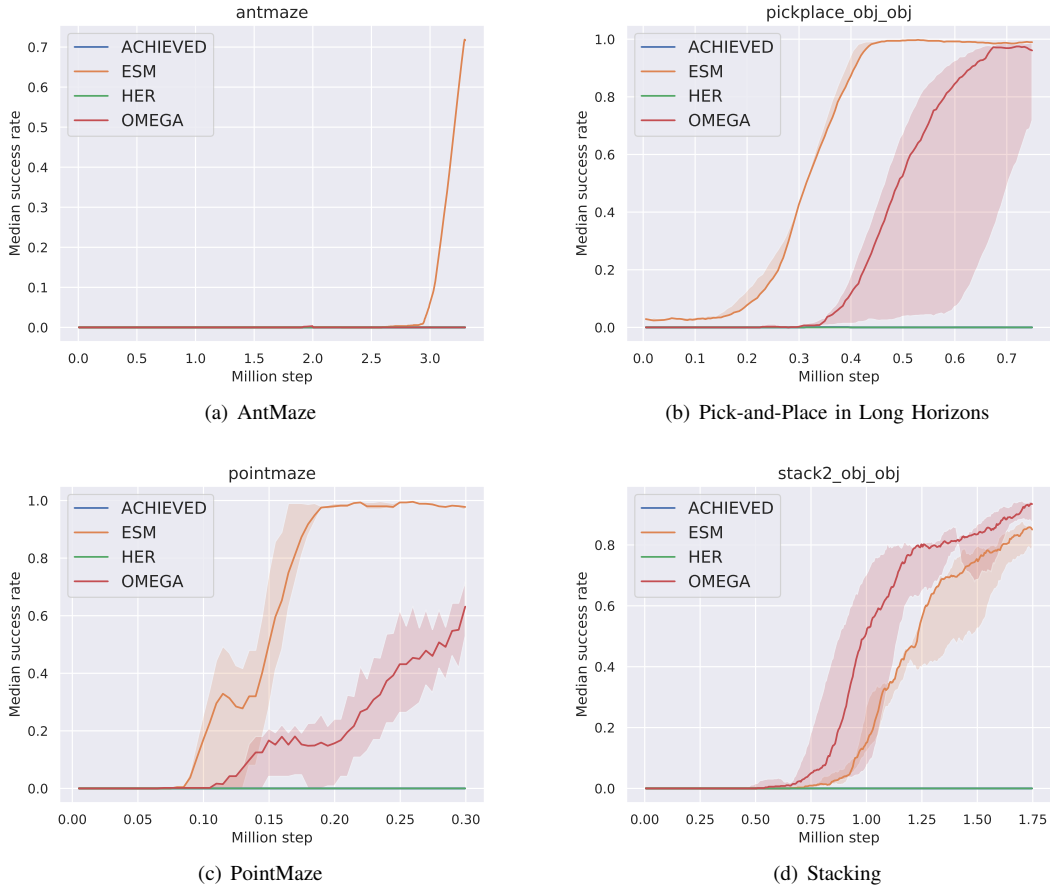 antmaze
0.7
0.6
0.5
0.4
0.3
0.2
0.1
0.0
Median success rate
ACHIEVED
ESM
HER
OMEGA
0.0 0.5 1.0 1.5 2.0 2.5 3.0
Million step
(a) AntMaze
pickplace_obj_obj
1.0
0.8
0.6
0.4
0.2
0.0
Median success rate
ACHIEVED
ESM
HER
OMEGA
0.0 0.1 0.2 0.3 0.4 0.5 0.6 0.7
Million step
(b) Pick-and-Place in Long Horizons
pointmaze
1.0
0.8
0.6
0.4
0.2
0.0
Median success rate
ACHIEVED
ESM
HER
OMEGA
0.00 0.05 0.10 0.15 0.20 0.25 0.30
Million step
(c) PointMaze
stack2_obj_obj
0.8
0.6
0.4
0.2
0.0
Median success rate
ACHIEVED
ESM
HER
OMEGA
0.00 0.25 0.50 0.75 1.00 1.25 1.50 1.75
Million step
(d) Stacking